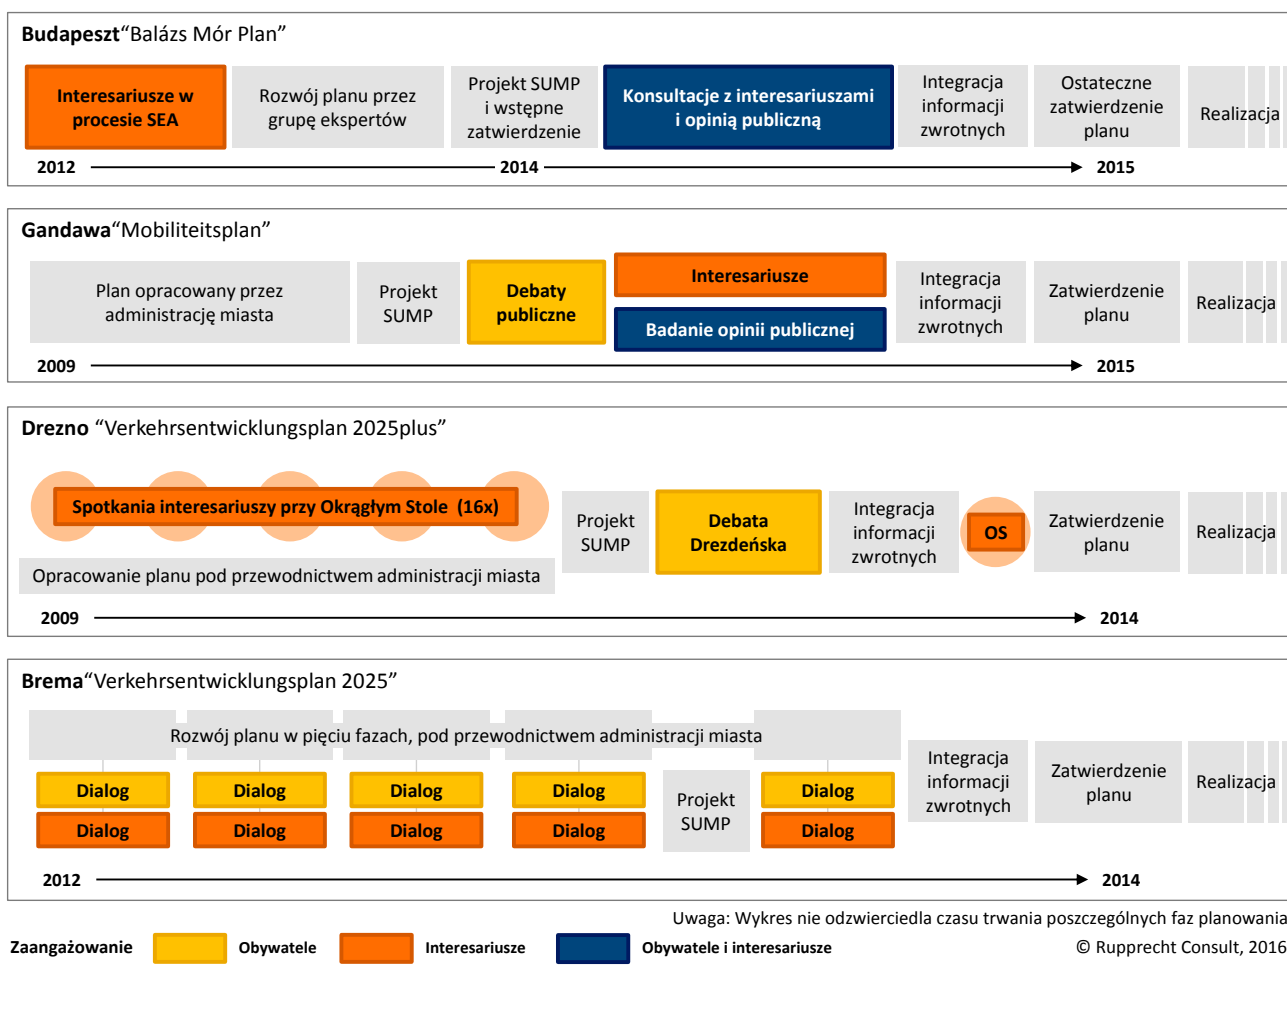 Budapeszt“Balázs Mór Plan”
Interesariusze w
procesie SEA
Rozwój planu przez
grupę ekspertów
Projekt SUMP
i wstępne
zatwierdzenie
Konsultacje z interesariuszami
i opinią publiczną
Integracja
informacji
zwrotnych
Ostateczne
zatwierdzenie
planu
Realizacja
2012
2014
2015
Gandawa“Mobiliteitsplan”
Plan opracowany przez
administrację miasta
Projekt
SUMP
Debaty
publiczne
Interesariusze
Badanie opinii publicznej
Integracja
informacji
zwrotnych
Zatwierdzenie
planu
Realizacja
2009
2015
Drezno “Verkehrsentwicklungsplan 2025plus”
Spotkania interesariuszy przy Okrągłym Stole (16x)
Opracowanie planu pod przewodnictwem administracji miasta
Projekt
SUMP
Debata
Drezdeńska
Integracja
informacji
zwrotnych
OS
Zatwierdzenie
planu
Realizacja
2009
2014
Brema“Verkehrsentwicklungsplan 2025”
Rozwój planu w pięciu fazach, pod przewodnictwem administracji miasta
Dialog
Dialog
Dialog
Dialog
Dialog
Dialog
Dialog
Dialog
Projekt
SUMP
Dialog
Dialog
Integracja
informacji
zwrotnych
Zatwierdzenie
planu
Realizacja
2012
2014
Uwaga: Wykres nie odzwierciedla czasu trwania poszczególnych faz planowania
Zaangażowanie
Obywatele
Interesariusze
Obywatele i interesariusze
© Rupprecht Consult, 2016